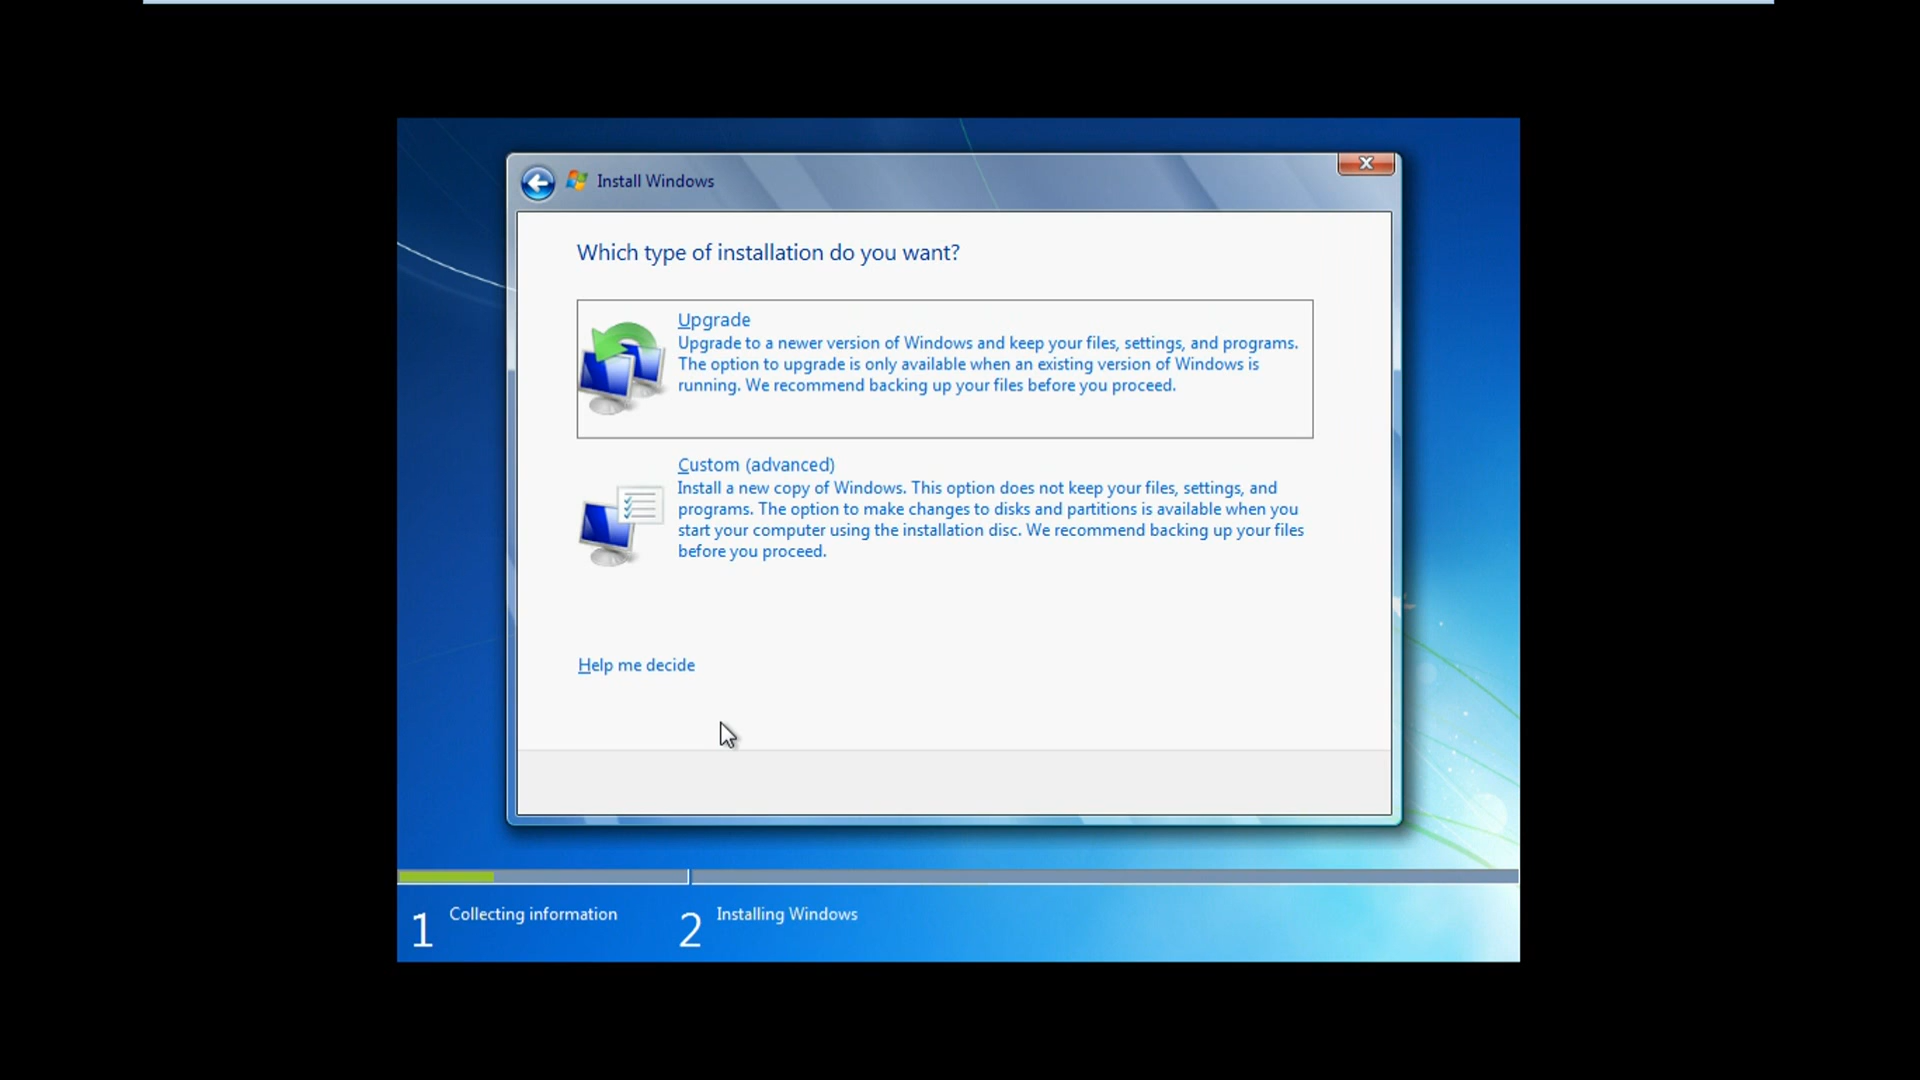 Install Windows
Which type of installation do you want?
Upgrade
Upgrade to a newer version of Windows and keep your files, settings, and programs.
The option to upgrade is only available when an existing version of Windows is
running. We recommend backing up your files before you proceed.
Custom (advanced)
Install a new copy of Windows. This option does not keep your files, settings, and
programs. The option to make changes to disks and partitions is available when you
start your computer using the installation disc. We recommend backing up your files
before you proceed.
Help me decide
1 Collecting information
2 Installing Windows